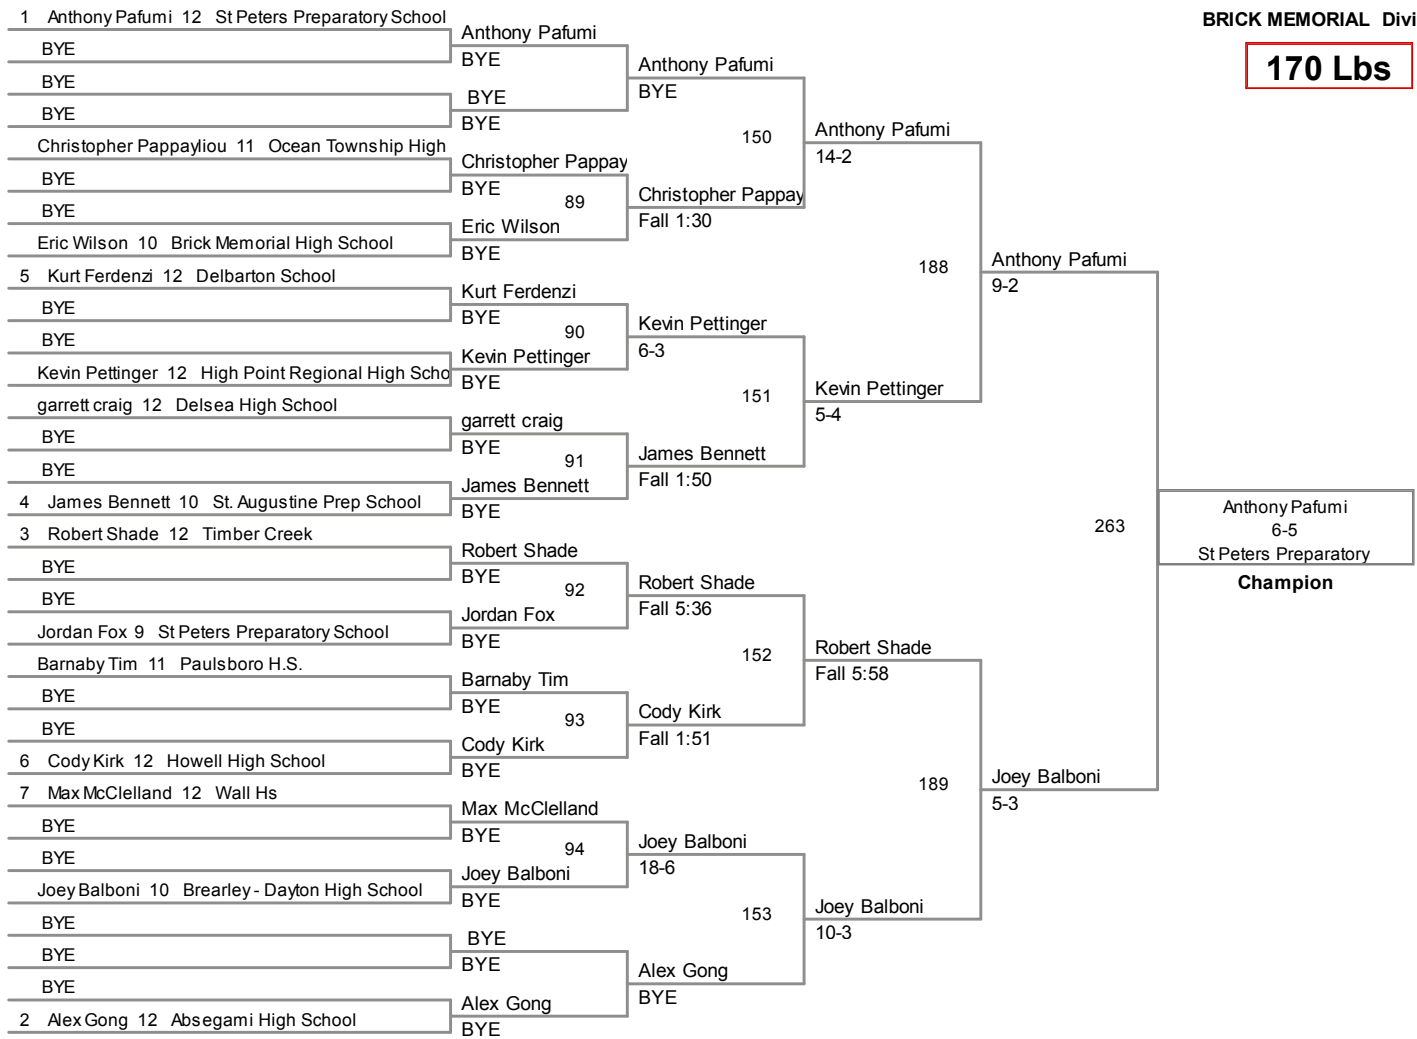 BRICK MEMORIAL Divi
170 Lbs
1 Anthony Pafumi 12 St Peters Preparatory School
BYE
BYE
BYE
Christopher Pappayliou 11 Ocean Township High
BYE
BYE
Eric Wilson 10 Brick Memorial High School
5 Kurt Ferdenzi 12 Delbarton School
BYE
BYE
Kevin Pettinger 12 High Point Regional High Scho
garrett craig 12 Delsea High School
BYE
BYE
4 James Bennett 10 St. Augustine Prep School
3 Robert Shade 12 Timber Creek
BYE
BYE
Jordan Fox 9 St Peters Preparatory School
Barnaby Tim 11 Paulsboro H.S.
BYE
BYE
6 Cody Kirk 12 Howell High School
7 Max McClelland 12 Wall Hs
BYE
BYE
Joey Balboni 10 Brearley - Dayton High School
BYE
BYE
BYE
2 Alex Gong 12 Absegami High School
Anthony Pafumi
BYE
BYE
BYE
Christopher Pappay
BYE
89
Eric Wilson
BYE
Kurt Ferdenzi
BYE
90
Kevin Pettinger
BYE
garrett craig
BYE
91
James Bennett
BYE
Robert Shade
BYE
92
Jordan Fox
BYE
Barnaby Tim
BYE
93
Cody Kirk
BYE
Max McClelland
BYE
94
Joey Balboni
BYE
BYE
BYE
Alex Gong
BYE
Anthony Pafumi
BYE
150
Christopher Pappay
Fall 1:30
Kevin Pettinger
6-3
151
James Bennett
Fall 1:50
Robert Shade
Fall 5:36
152
Cody Kirk
Fall 1:51
Joey Balboni
18-6
153
Alex Gong
BYE
Anthony Pafumi
14-2
188
Kevin Pettinger
5-4
Robert Shade
Fall 5:58
189
Joey Balboni
10-3
Anthony Pafumi
9-2
263
Joey Balboni
5-3
Anthony Pafumi
6-5
St Peters Preparatory
Champion